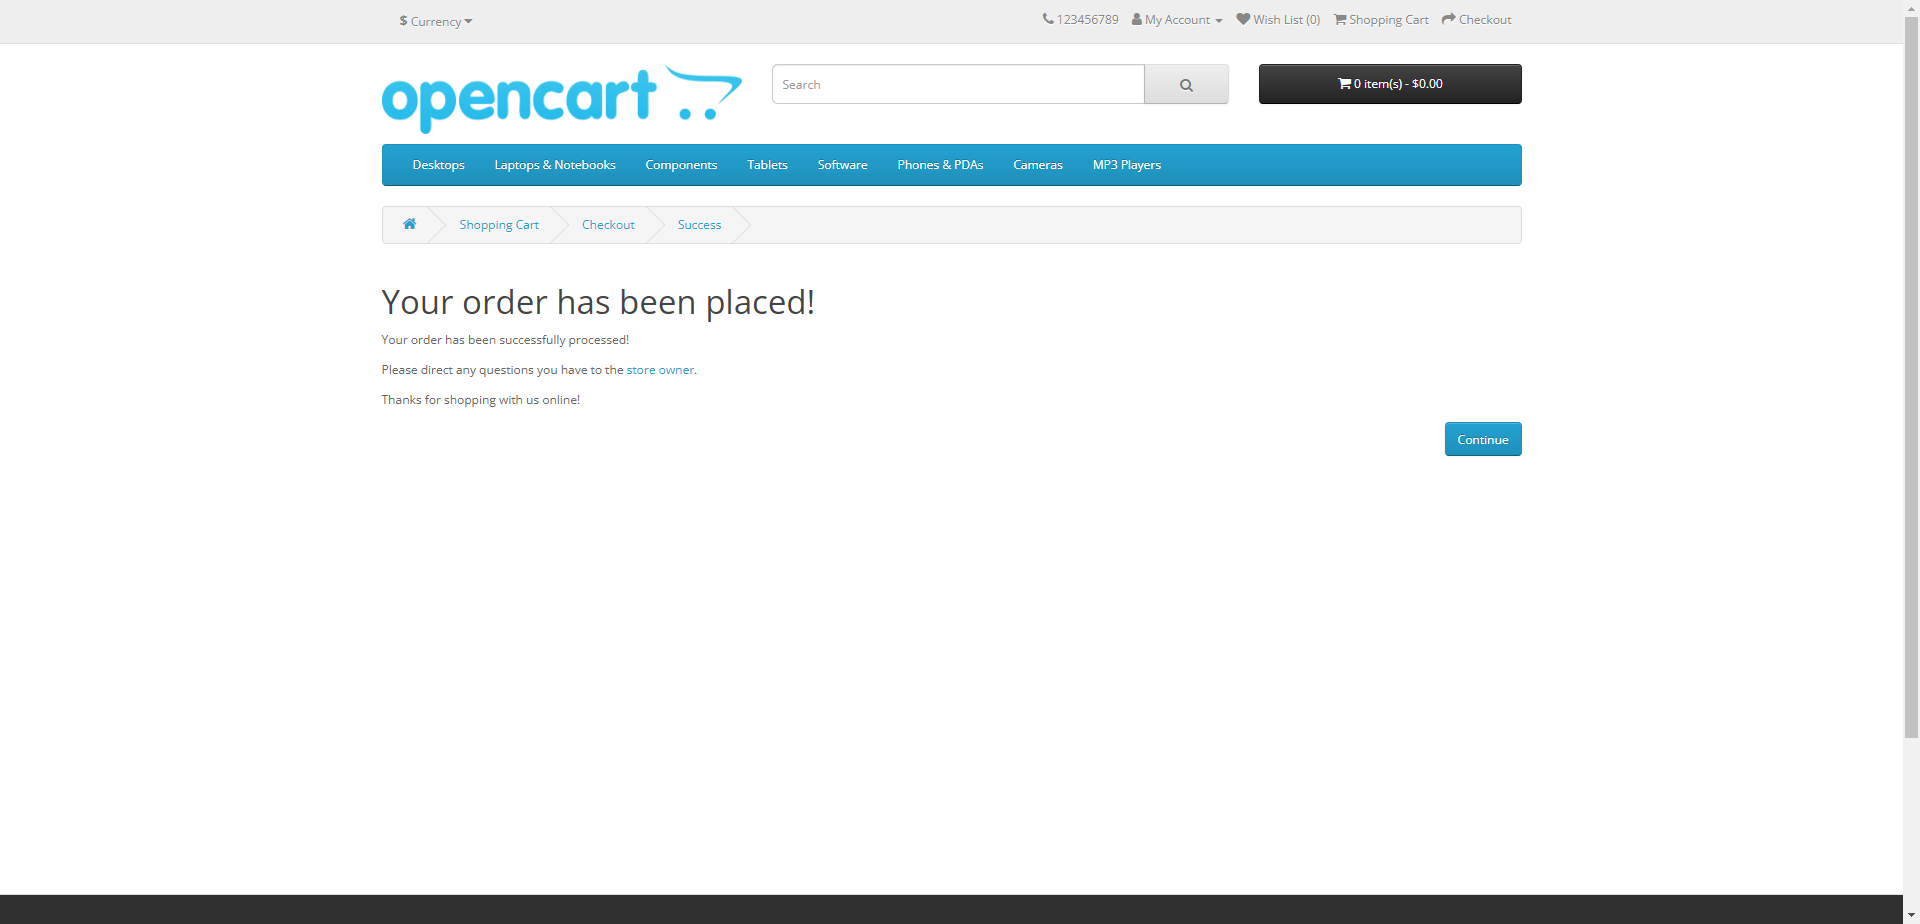 $ Currency
123456789 My Account Wish List (0) Shopping Cart Checkout
opencart
Search
0 item(s) - $0.00
Desktops Laptops & Notebooks Components Tablets Software Phones & PDAs Cameras MP3 Players
Shopping Cart Checkout Success
Your order has been placed!
Your order has been successfully processed!
Please direct any questions you have to the store owner.
Thanks for shopping with us online!
Continue